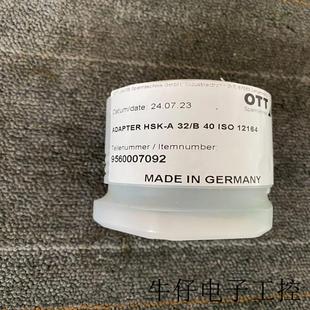 OTT
Datum/date: 24.07.23
ADAPTER HSK-A 32/B 40 ISO 12164
Teilenummer / Itemnumber:
9560007092
MADE IN GERMANY
牛仔电子工控